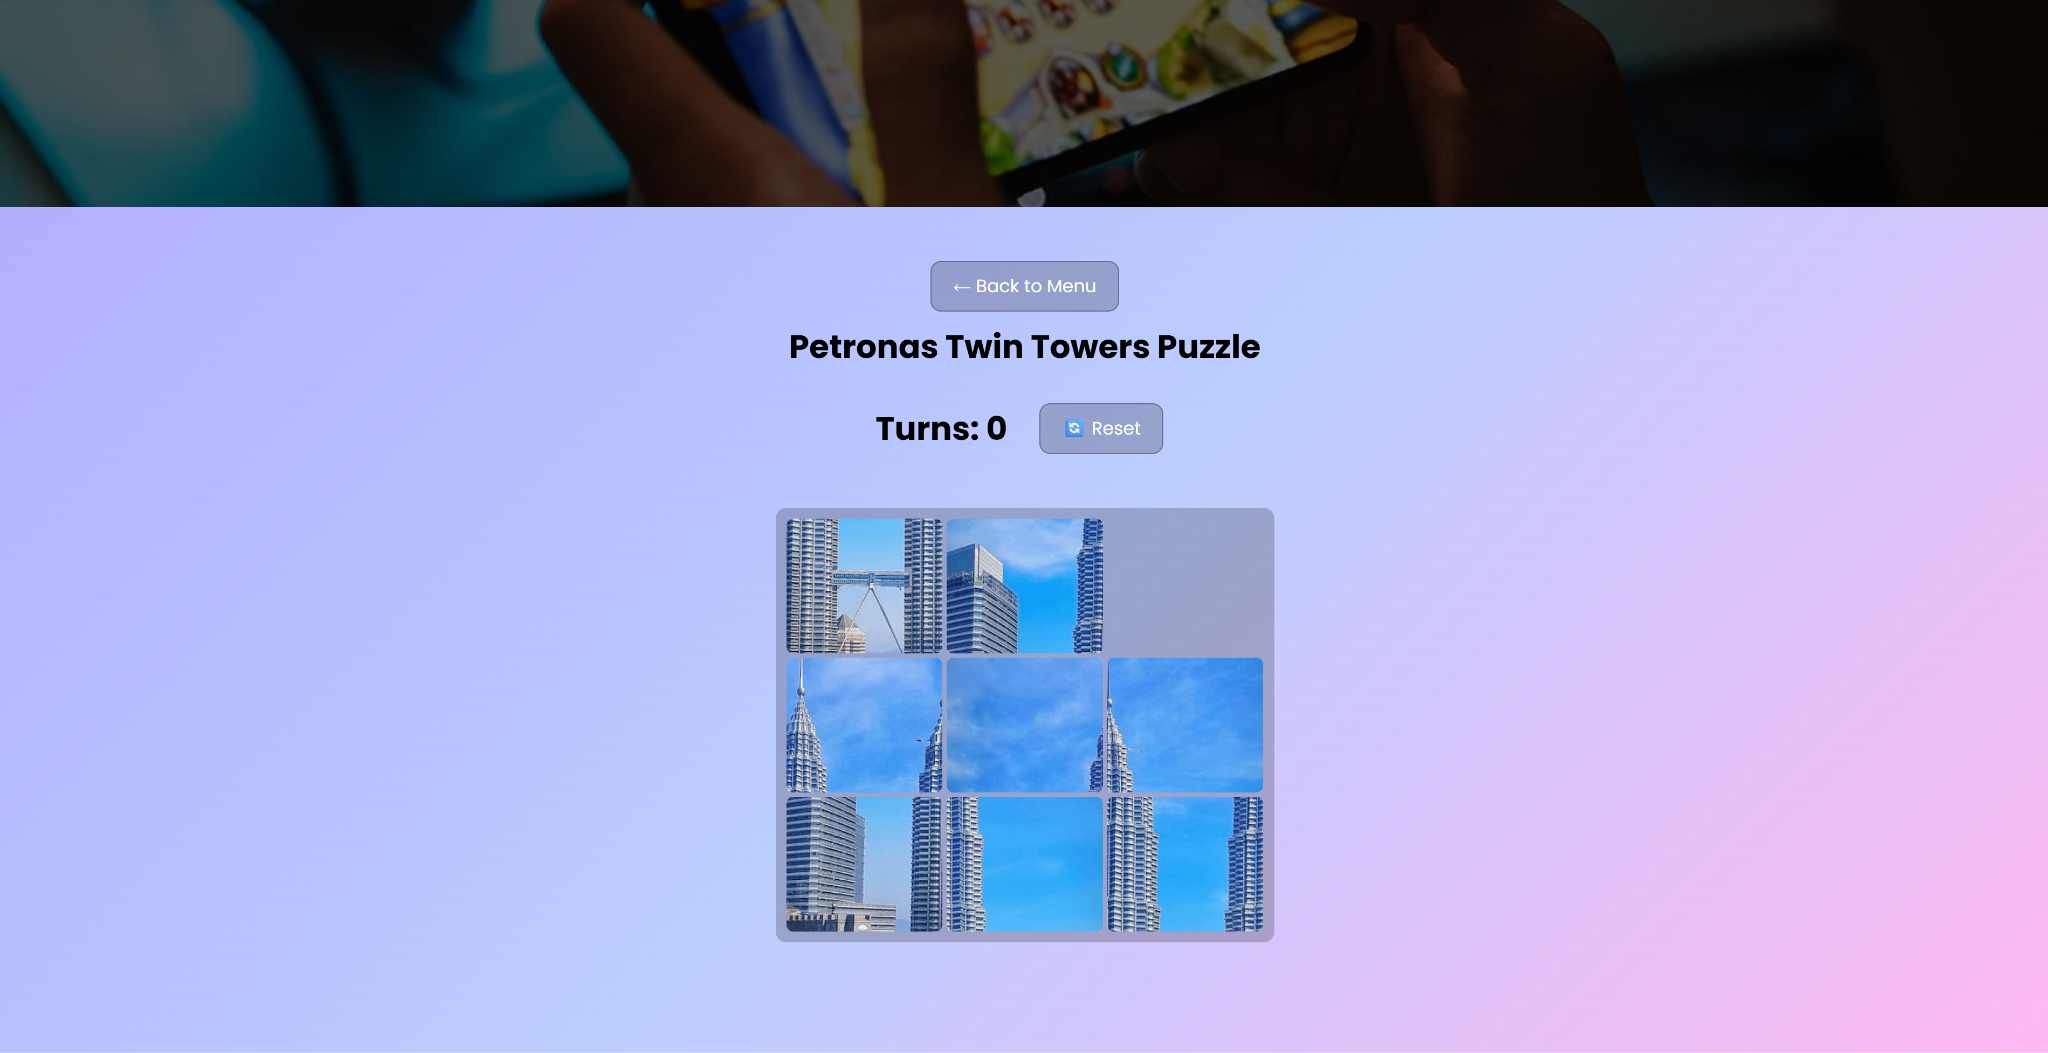 ← Back to Menu
Petronas Twin Towers Puzzle
Turns: 0
🔄 Reset